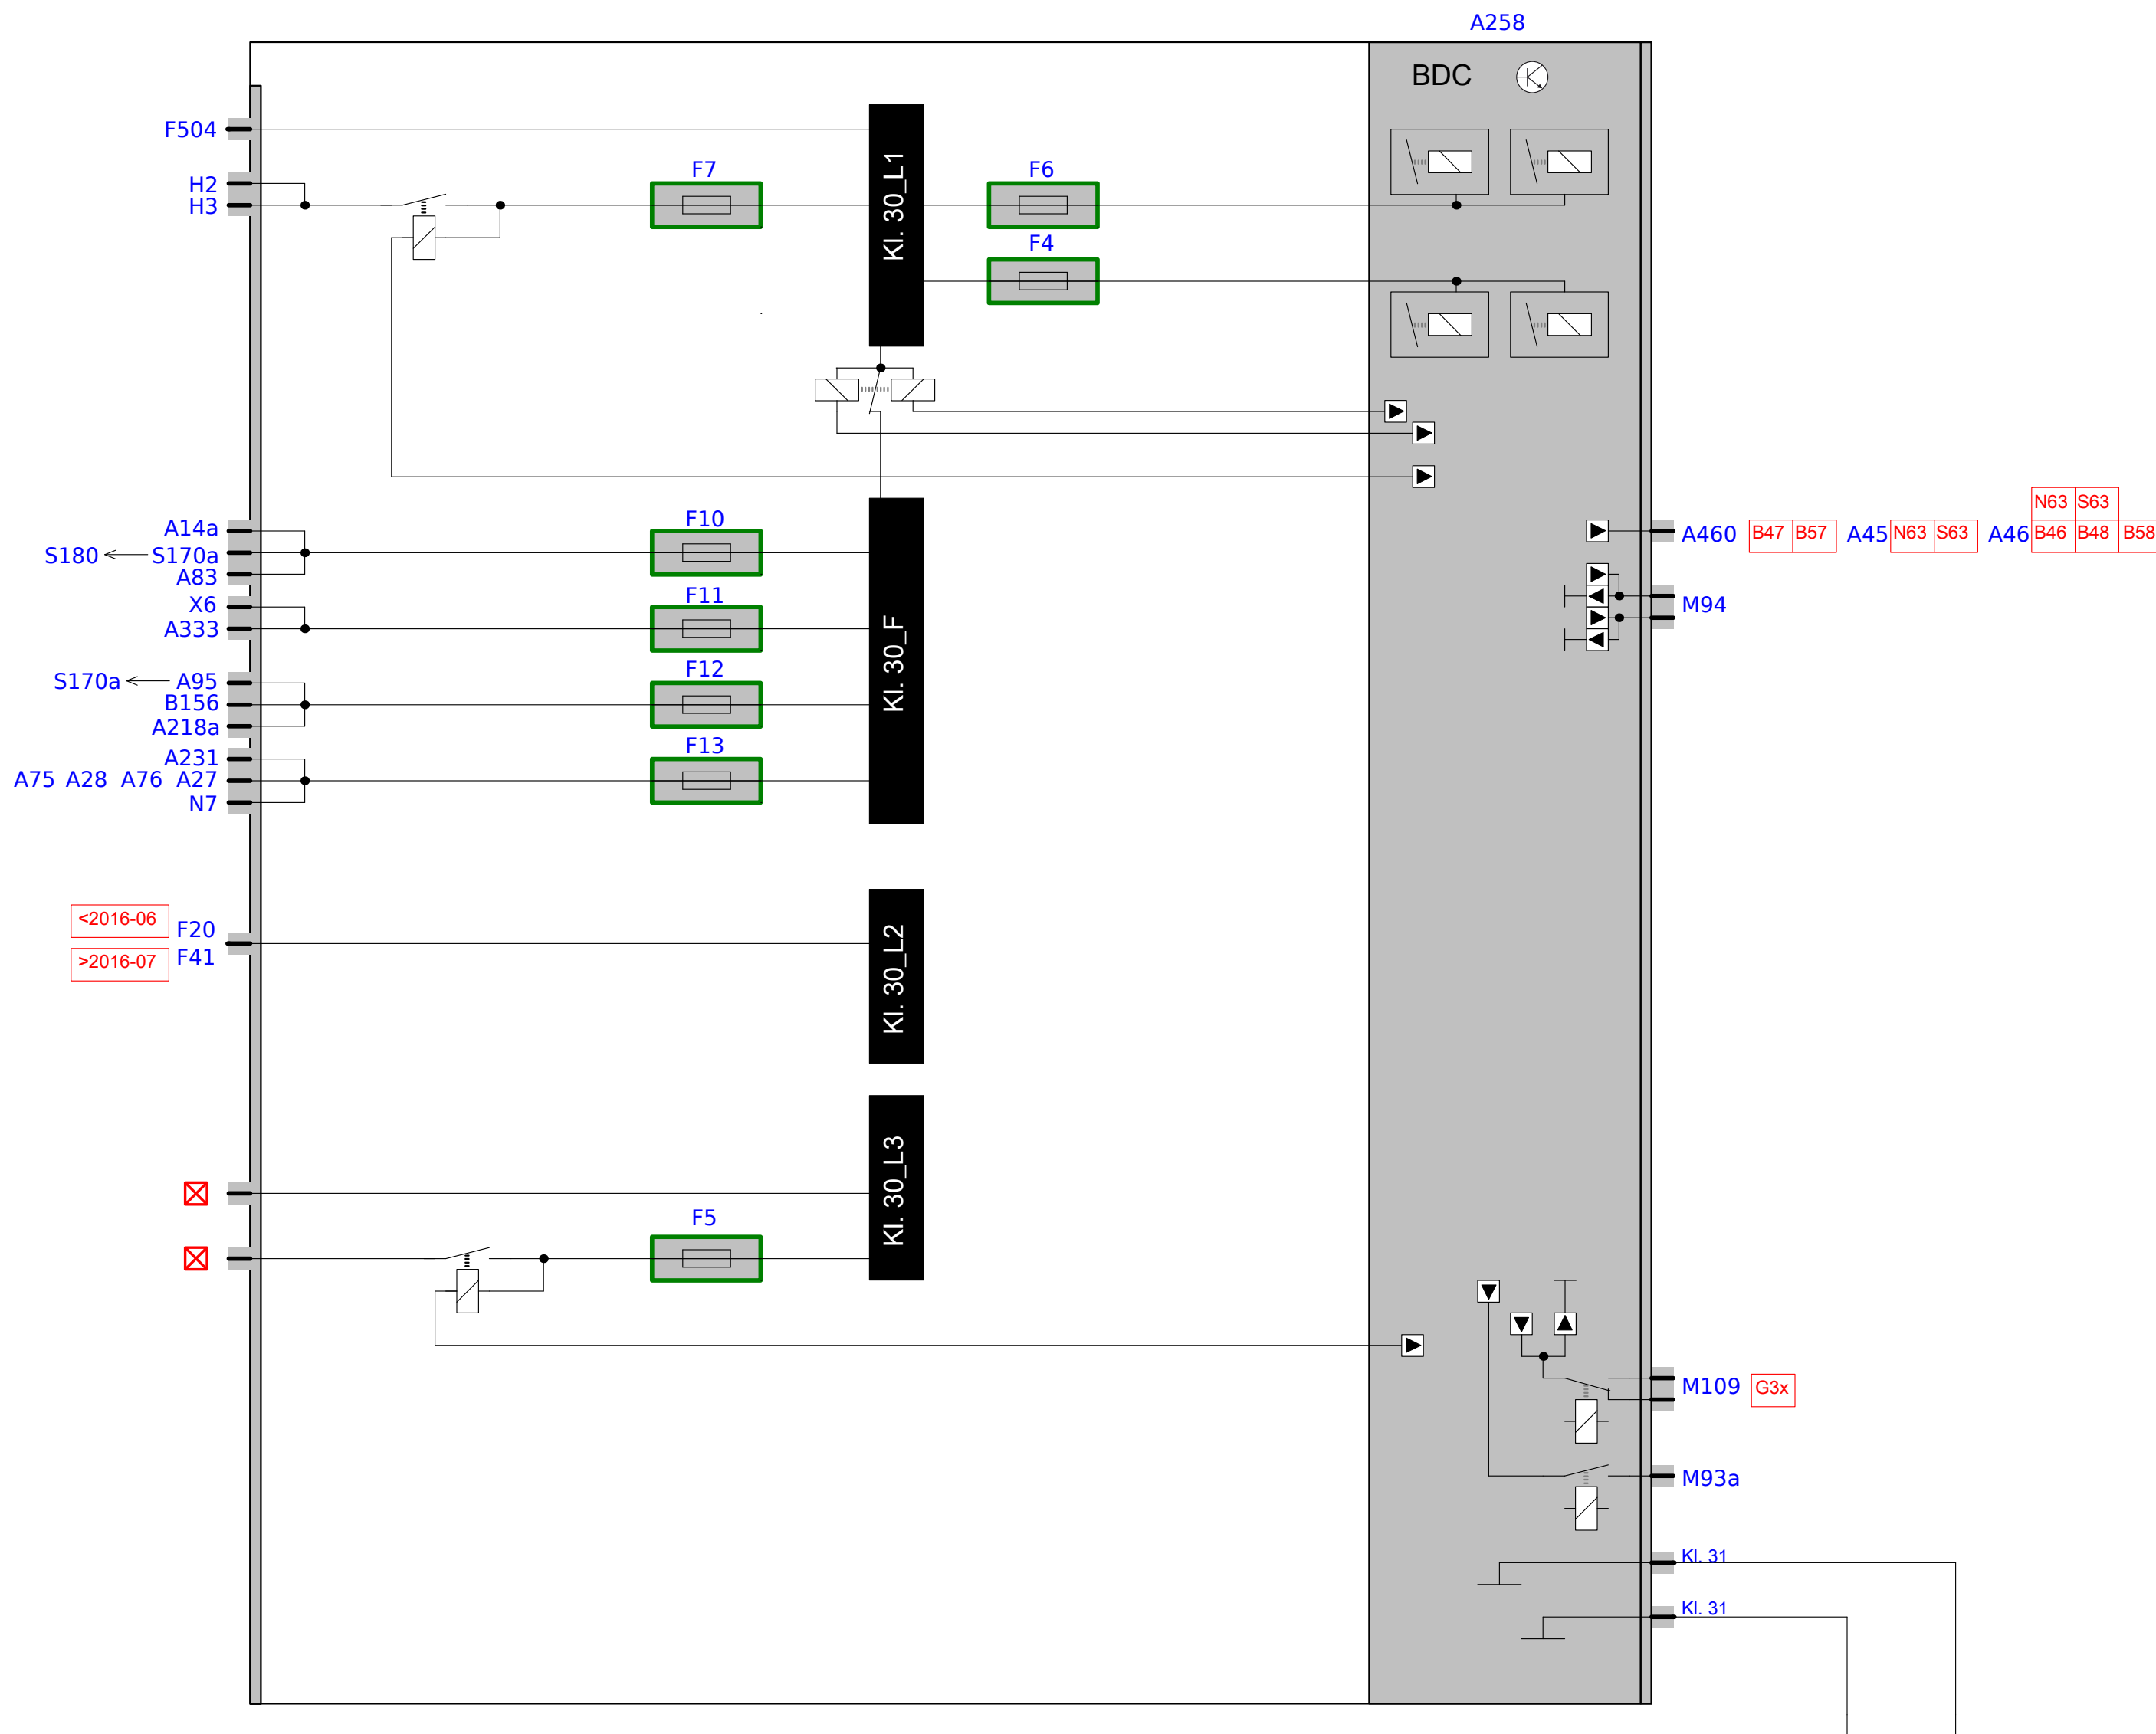 A258
BDC
F504
H2
H3
F7
Kl. 30_L1
F6
F4
A14a
S180 S170a
A83
F10
X6
A333
F11
S170a A95
B156
A218a
F12
A231
A75 A28 A76 A27
N7
F13
Kl. 30_F
N63 S63
A460 B47 B57 A45 N63 S63 A46 B46 B48 B58
M94
<2016-06 F20
>2016-07 F41
Kl. 30_L2
Kl. 30_L3
F5
M109 G3x
M93a
Kl. 31
Kl. 31